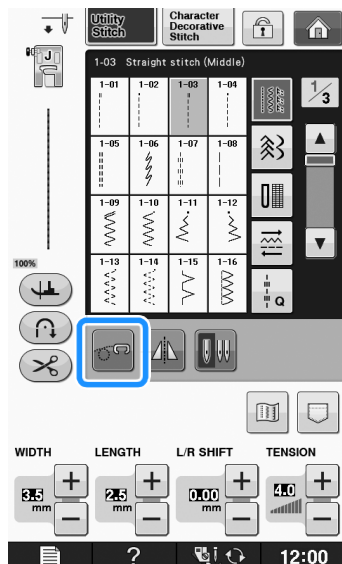 Utility Stitch
Character Decorative Stitch
J
1-03 Straight stitch (Middle)
1/3
1-01 1-02 1-03 1-04
1-05 1-06 1-07 1-08
1-09 1-10 1-11 1-12
1-13 1-14 1-15 1-16
100%
Q
WIDTH LENGTH L/R SHIFT TENSION
3.5 mm + - 2.5 mm + - 0.00 mm + - 4.0 + -
? 12:00